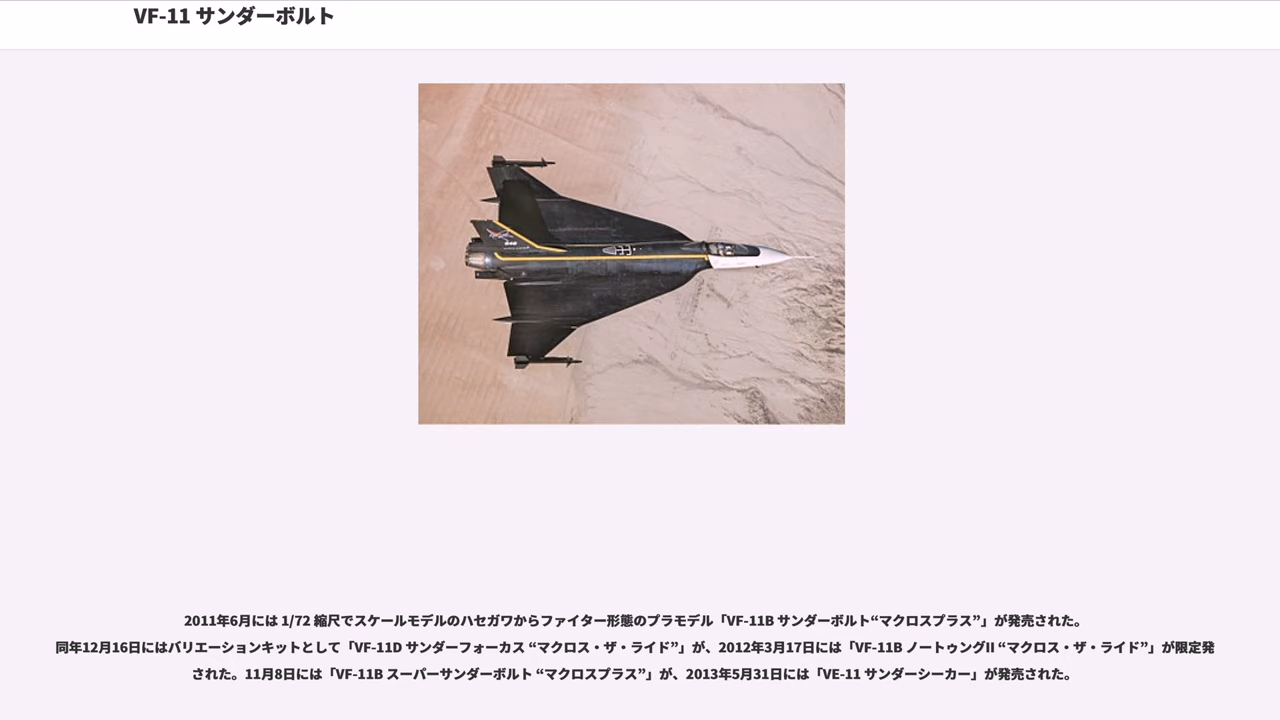 VF-11 サンダーボルト
2011年6月には 1/72 縮尺でスケールモデルのハセガワからファイター形態のプラモデル「VF-11B サンダーボルト“マクロスプラス”」が発売された。
同年12月16日にはバリエーションキットとして「VF-11D サンダーフォーカス “マクロス・ザ・ライド”」が、2012年3月17日には「VF-11B ノートゥングII “マクロス・ザ・ライド”」が限定発
された。11月8日には「VF-11B スーパーサンダーボルト “マクロスプラス”」が、2013年5月31日には「VE-11 サンダーシーカー」が発売された。